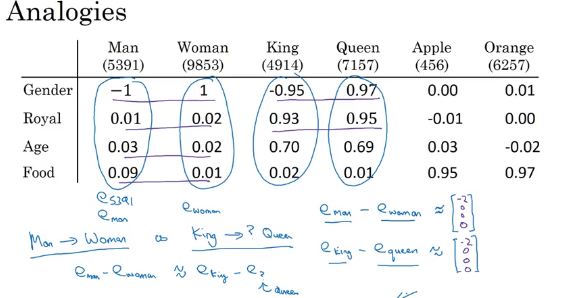 Analogies
Man Woman King Queen Apple Orange
(5391) (9853) (4914) (7157) (456) (6257)
Gender −1 1 -0.95 0.97 0.00 0.01
Royal 0.01 0.02 0.93 0.95 -0.01 0.00
Age 0.03 0.02 0.70 0.69 0.03 -0.02
Food 0.09 0.01 0.02 0.01 0.95 0.97
e5391
eman ewoman
eman − ewoman ≈ [-2 0 0 0]
Man → Woman as King → ? Queen
eking − equeen ≈ [-2 0 0 0]
eman − ewoman ≈ eking − e?
↑ queen